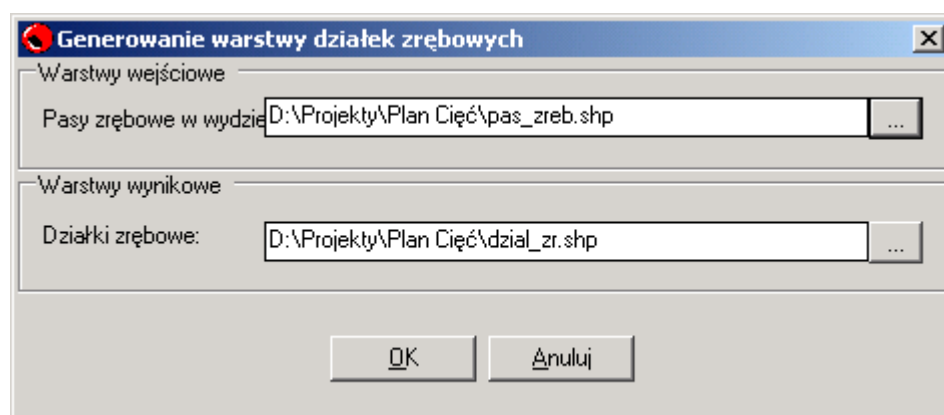 Generowanie warstwy działek zrębowych
Warstwy wejściowe
Pasy zrębowe w wydzie D:\Projekty\Plan Cięć\pas_zreb.shp ...
Warstwy wynikowe
Działki zrębowe: D:\Projekty\Plan Cięć\dzial_zr.shp ...
OK Anuluj